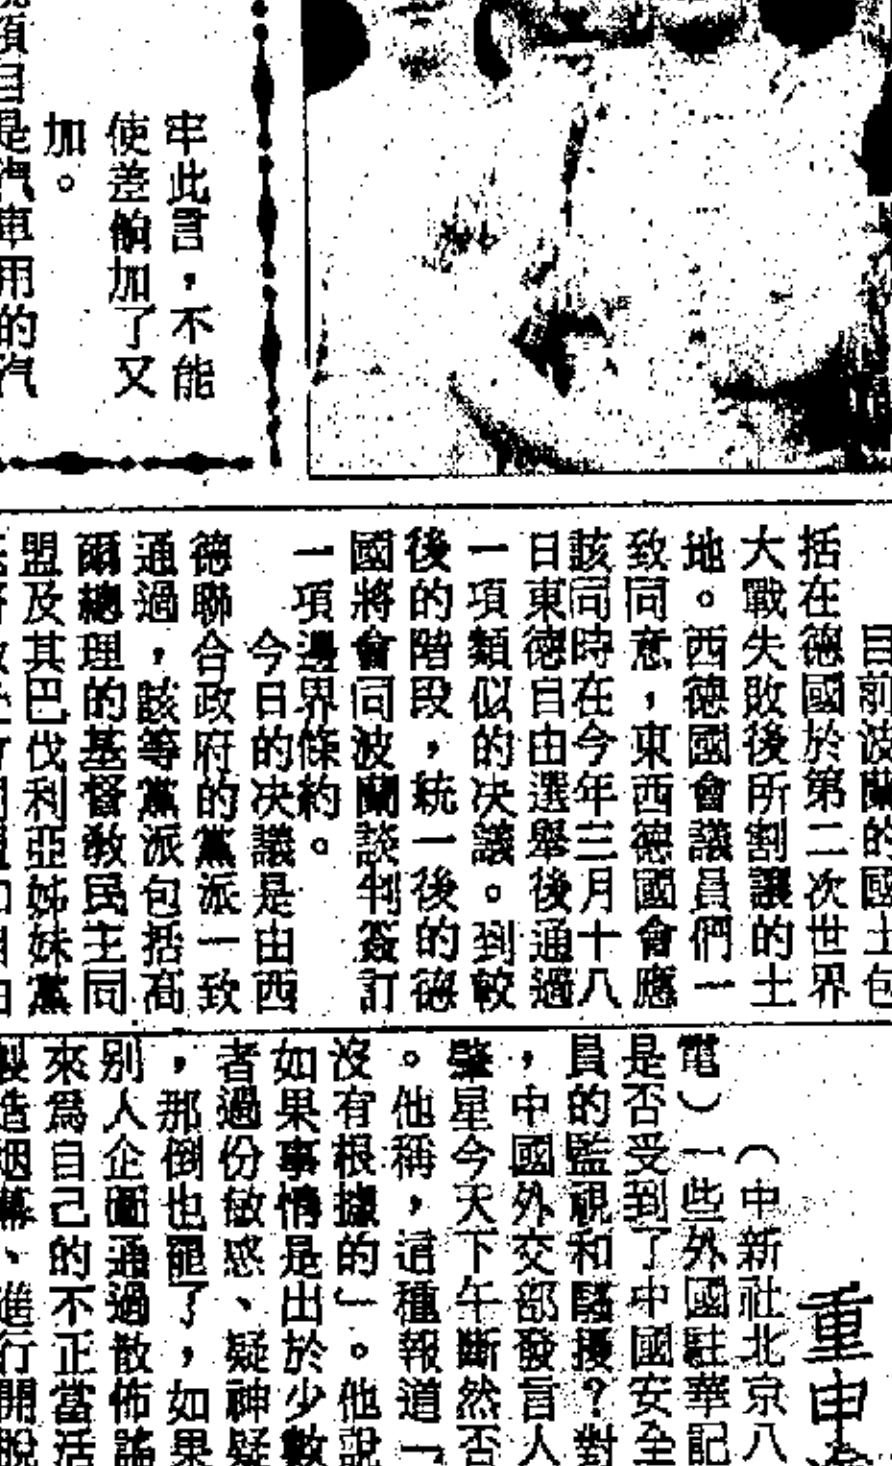 牢此言，不能
使差餉加了又
加。
項目是汽車用的汽
目前波蘭的國土包
括在德國於第二次世界
大戰失敗後所割讓的土
地。西德國會議員們一
致同意，東西德國會應
該同時在今年三月十八
日東德自由選舉後通過
一項類似的決議。到較
後的階段，統一後的德
國將會同波蘭談判簽訂
一項邊界條約。
今日的決議是由西
德聯合政府的黨派一致
通過，該等黨派包括高
爾總理的基督教民主同
盟及其巴伐利亞姊妹黨
重申
（中新社北京八
電）一些外國駐華記
是否受到了中國安全
員的監視和騷擾？對
，中國外交部發言人
肇星今天下午斷然否
。他稱，這種報道「
沒有根據的」。他說
如果事情是出於少數
者過份敏感、疑神疑
，那倒也罷了，如果
別人企圖通過散佈謠
來為自己的不正當活
製造烟幕、進行開脫